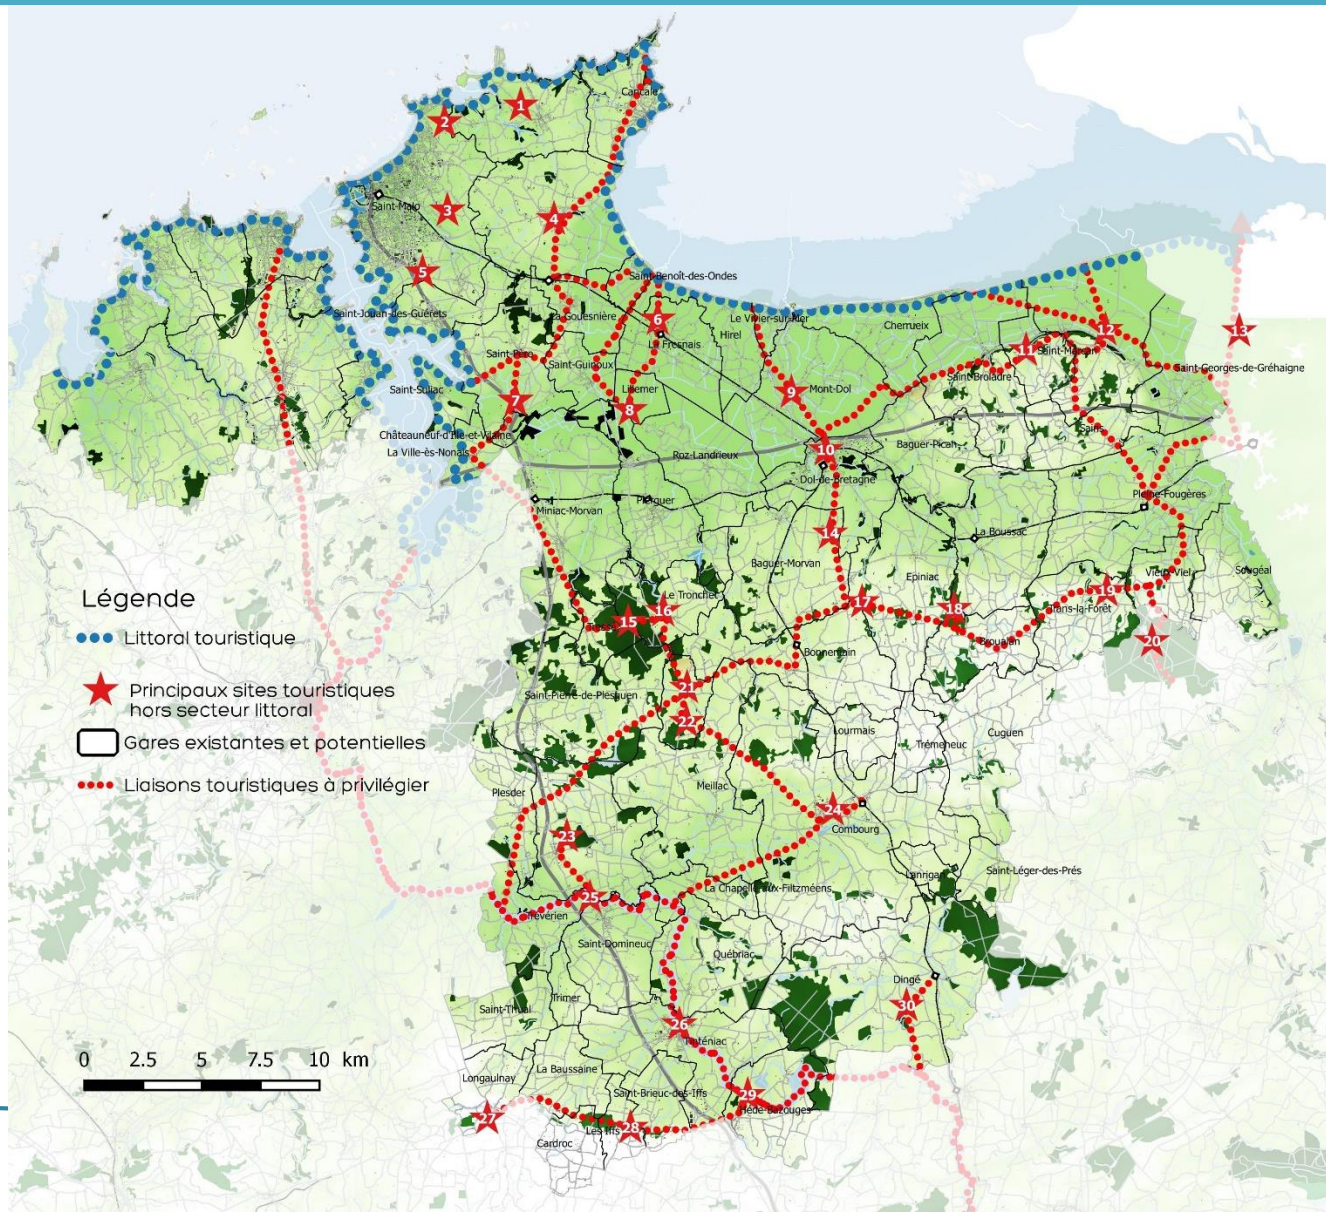 Cancale
1
2
Saint-Malo
3
4
5
Saint-Benoît-des-Ondes
Saint-Jouan-des-Guérets
La Gouesnière
6
Le Vivier-sur-Mer
Hirel
Cherrueix
La Fresnais
12
13
11
Saint-Marcan
Saint-Père
Saint-Guinoux
Saint-Georges-de-Gréhaigne
Saint-Broladre
Saint-Suliac
Lillemer
9
Mont-Dol
7
8
Châteauneuf-d'Ille-et-Vilaine
Sains
La Ville-ès-Nonais
Roz-Landrieux
10
Baguer-Pican
Dol-de-Bretagne
Pleine-Fougères
Miniac-Morvan
Plerguer
14
La Boussac
Baguer-Morvan
Epiniac
Vieux-Viel
Sougéal
Légende
Le Tronchet
19
16
17
18
Trans-la-Forêt
15
Littoral touristique
Broualan
20
Bonnemain
Principaux sites touristiques
hors secteur littoral
21
Saint-Pierre-de-Plesguen
22
Gares existantes et potentielles
Lourmais
Cuguen
Trémeheuc
Liaisons touristiques à privilégier
Meillac
Plesder
24
Combourg
23
Lanrigan
Saint-Léger-des-Prés
La Chapelle-aux-Filtzméens
25
Trévérien
Saint-Domineuc
Québriac
Dingé
Trimer
30
Saint-Thual
26
Tinténiac
0 2.5 5 7.5 10 km
La Baussaine
Longaulnay
Saint-Brieuc-des-Iffs
29
Hédé-Bazouges
27
Les Iffs
28
Cardroc